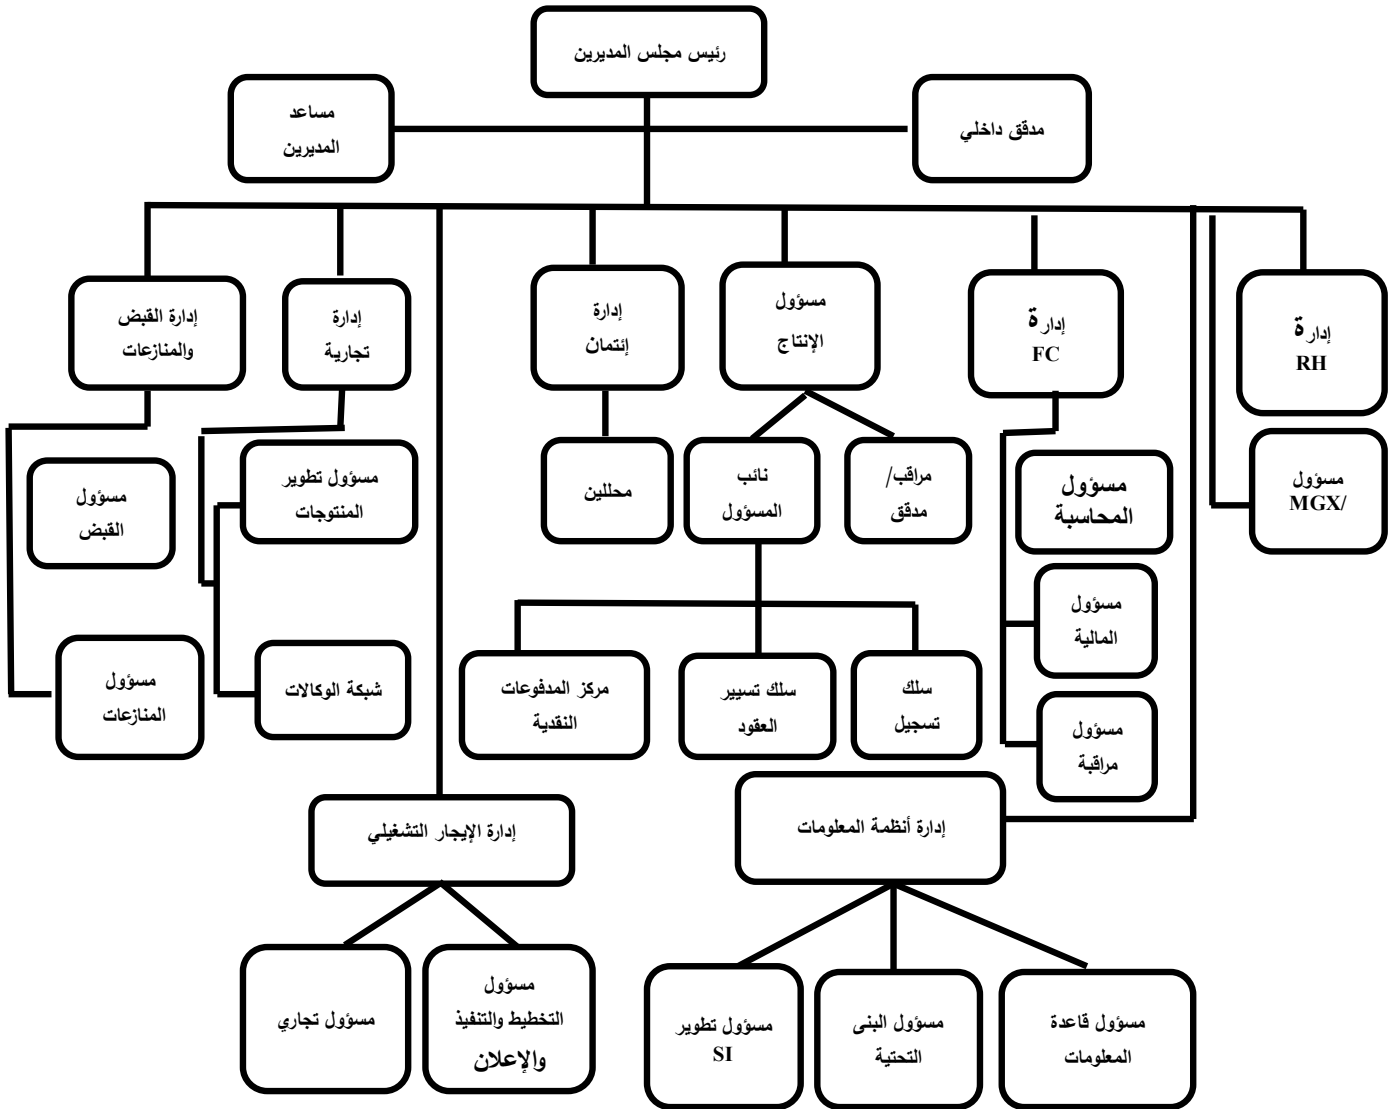 رئيس مجلس المديرين
مدقق داخلي
مساعد
المديرين
إدارة
RH
إدارة
FC
مسؤول
الإنتاج
إدارة
إئتمان
إدارة
تجارية
إدارة القبض
والمنازعات
مسؤول
MGX/
مسؤول
المحاسبة
مراقب/
مدقق
نائب
المسؤول
محللين
مسؤول تطوير
المنتوجات
مسؤول
القبض
مسؤول
المالية
مسؤول
مراقبة
سلك
تسجيل
سلك تسيير
العقود
مركز المدفوعات
النقدية
شبكة الوكالات
مسؤول
المنازعات
إدارة أنظمة المعلومات
إدارة الإيجار التشغيلي
مسؤول قاعدة
المعلومات
مسؤول البنى
التحتية
مسؤول تطوير
SI
مسؤول
التخطيط والتنفيذ
والإعلان
مسؤول تجاري